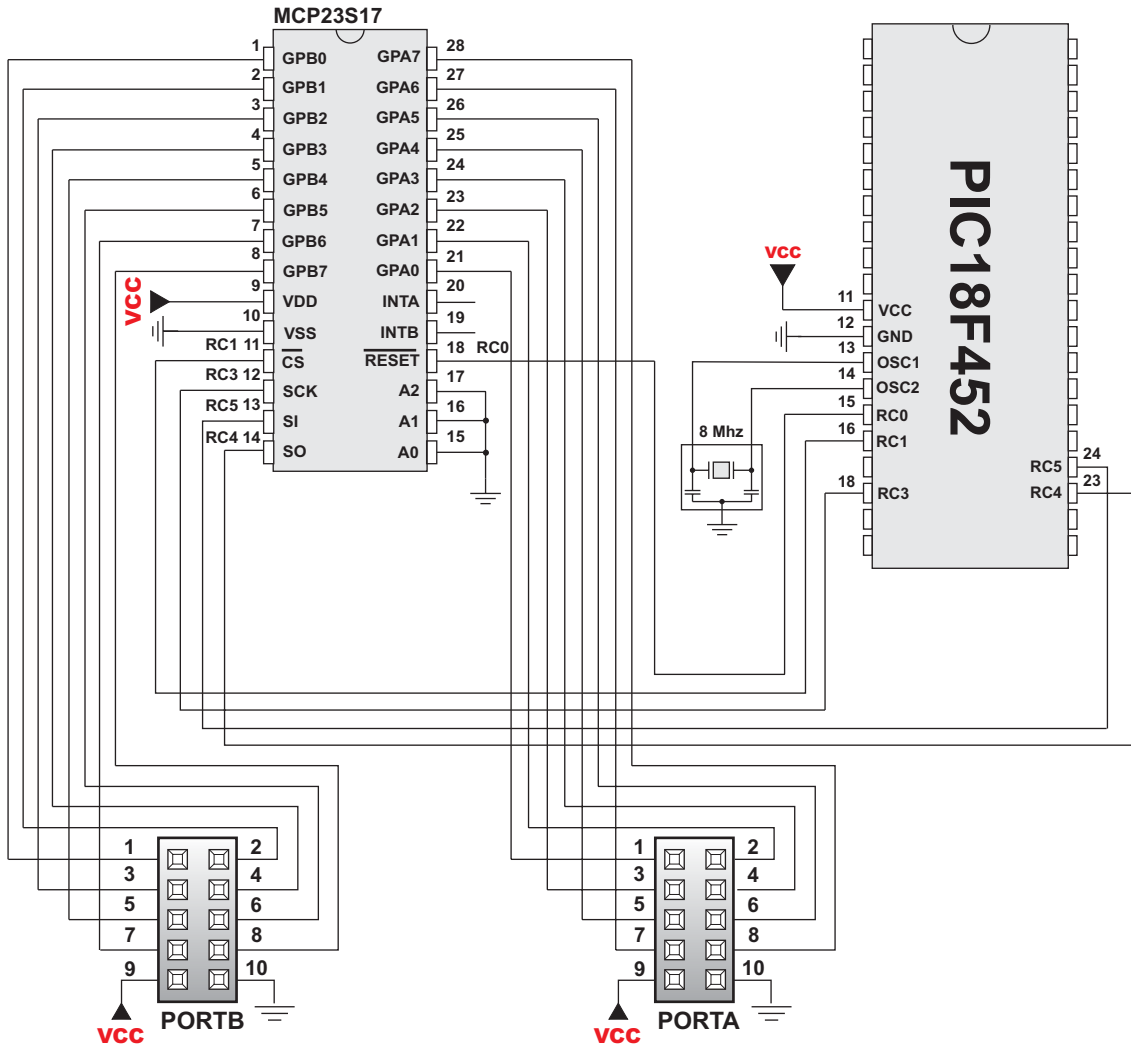 MCP23S17
1 GPB0 GPA7 28
2 GPB1 GPA6 27
3 GPB2 GPA5 26
4 GPB3 GPA4 25
5 GPB4 GPA3 24
6 GPB5 GPA2 23
7 GPB6 GPA1 22
8 GPB7 GPA0 21
VCC 9 VDD INTA 20
10 VSS INTB 19
RC1 11 CS RESET 18 RC0
RC3 12 SCK A2 17
RC5 13 SI A1 16
RC4 14 SO A0 15
PIC18F452
VCC
11 VCC
12 GND
13 OSC1
14 OSC2
15 RC0
16 RC1
8 Mhz
RC5 24
18 RC3 RC4 23
1 2
3 4
5 6
7 8
9 10
VCC
PORTB
1 2
3 4
5 6
7 8
9 10
VCC
PORTA